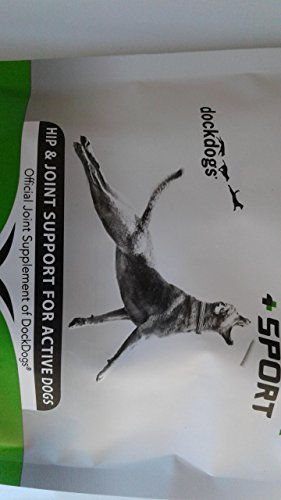 + SPORT
dockdogs®
HIP & JOINT SUPPORT FOR ACTIVE DOGS
Official Joint Supplement of DockDogs®